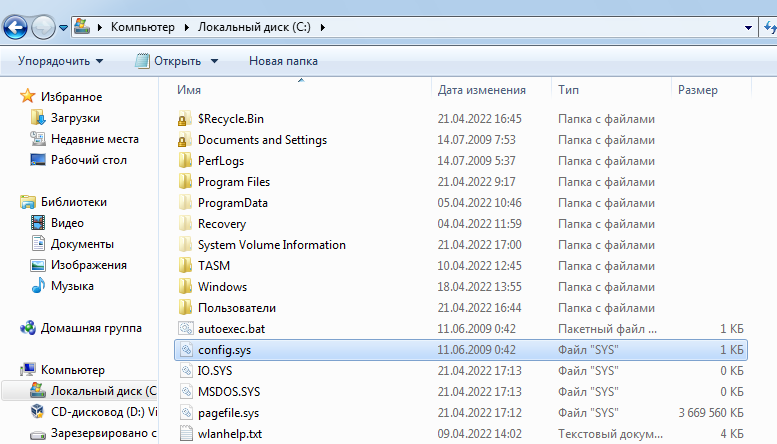 Компьютер ▸ Локальный диск (C:) ▸
Упорядочить ▾ Открыть ▾ Новая папка
Имя Дата изменения Тип Размер
Избранное
Загрузки
Недавние места
Рабочий стол
Библиотеки
Видео
Документы
Изображения
Музыка
Домашняя группа
Компьютер
Локальный диск (C
CD-дисковод (D:) Vi
Зарезервировано с
$Recycle.Bin 21.04.2022 16:45 Папка с файлами
Documents and Settings 14.07.2009 7:53 Папка с файлами
PerfLogs 14.07.2009 5:37 Папка с файлами
Program Files 21.04.2022 9:17 Папка с файлами
ProgramData 05.04.2022 10:46 Папка с файлами
Recovery 04.04.2022 11:59 Папка с файлами
System Volume Information 21.04.2022 17:00 Папка с файлами
TASM 10.04.2022 12:45 Папка с файлами
Windows 18.04.2022 13:55 Папка с файлами
Пользователи 21.04.2022 16:44 Папка с файлами
autoexec.bat 11.06.2009 0:42 Пакетный файл ... 1 КБ
config.sys 11.06.2009 0:42 Файл "SYS" 1 КБ
IO.SYS 21.04.2022 17:13 Файл "SYS" 0 КБ
MSDOS.SYS 21.04.2022 17:13 Файл "SYS" 0 КБ
pagefile.sys 21.04.2022 17:12 Файл "SYS" 3 669 560 КБ
wlanhelp.txt 09.04.2022 14:02 Текстовый докум... 4 КБ